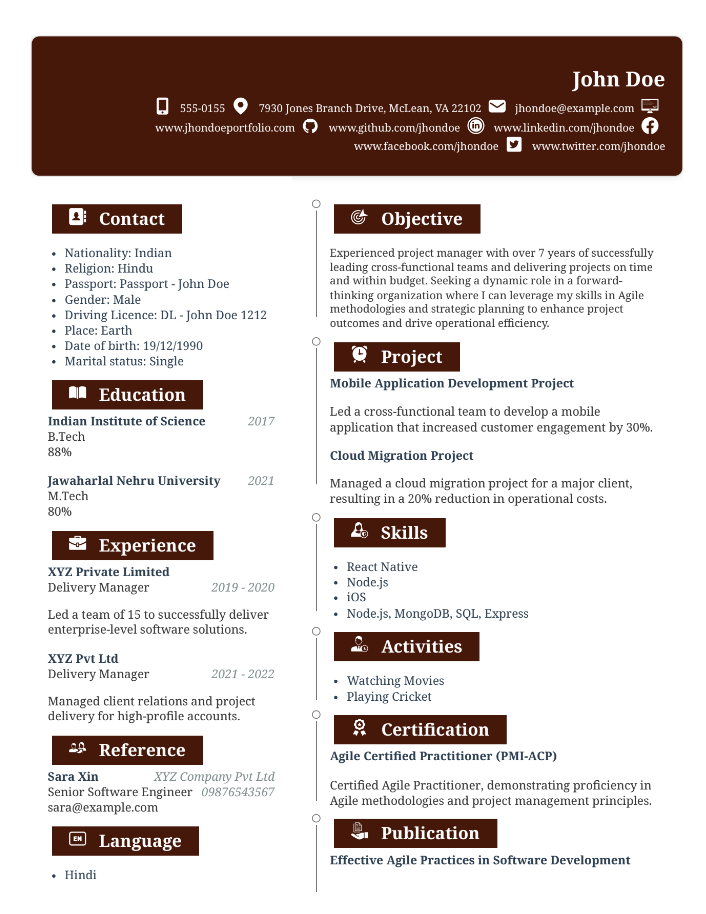 John Doe
555-0155 7930 Jones Branch Drive, McLean, VA 22102 jhondoe@example.com
www.jhondoeportfolio.com www.github.com/jhondoe www.linkedin.com/jhondoe
www.facebook.com/jhondoe www.twitter.com/jhondoe
Contact
• Nationality: Indian
• Religion: Hindu
• Passport: Passport - John Doe
• Gender: Male
• Driving Licence: DL - John Doe 1212
• Place: Earth
• Date of birth: 19/12/1990
• Marital status: Single
Education
Indian Institute of Science 2017
B.Tech
88%
Jawaharlal Nehru University 2021
M.Tech
80%
Experience
XYZ Private Limited
Delivery Manager 2019 - 2020
Led a team of 15 to successfully deliver
enterprise-level software solutions.
XYZ Pvt Ltd
Delivery Manager 2021 - 2022
Managed client relations and project
delivery for high-profile accounts.
Reference
Sara Xin XYZ Company Pvt Ltd
Senior Software Engineer 09876543567
sara@example.com
EN Language
• Hindi
Objective
Experienced project manager with over 7 years of successfully
leading cross-functional teams and delivering projects on time
and within budget. Seeking a dynamic role in a forward-
thinking organization where I can leverage my skills in Agile
methodologies and strategic planning to enhance project
outcomes and drive operational efficiency.
Project
Mobile Application Development Project
Led a cross-functional team to develop a mobile
application that increased customer engagement by 30%.
Cloud Migration Project
Managed a cloud migration project for a major client,
resulting in a 20% reduction in operational costs.
Skills
• React Native
• Node.js
• iOS
• Node.js, MongoDB, SQL, Express
Activities
• Watching Movies
• Playing Cricket
Certification
Agile Certified Practitioner (PMI-ACP)
Certified Agile Practitioner, demonstrating proficiency in
Agile methodologies and project management principles.
Publication
Effective Agile Practices in Software Development